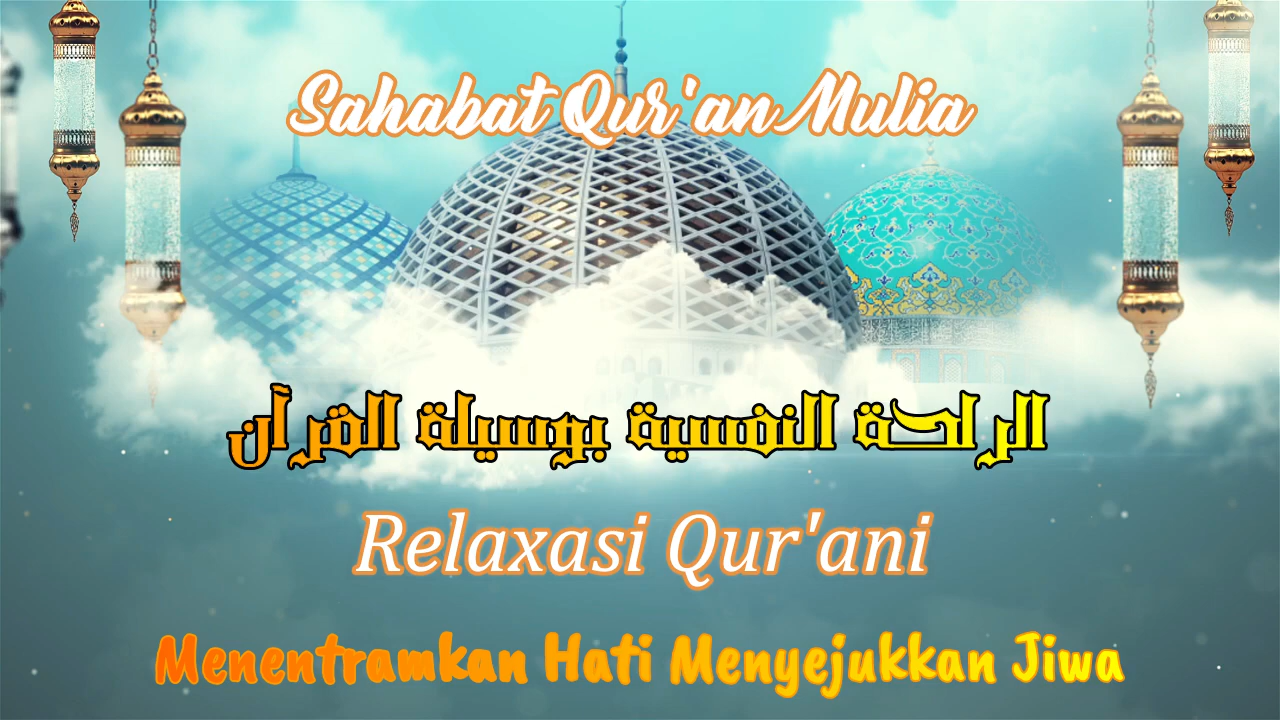 Sahabat Qur'an Mulia
الراحة النفسية بوسيلة القرآن
Relaxasi Qur'ani
Menentramkan Hati Menyejukkan Jiwa